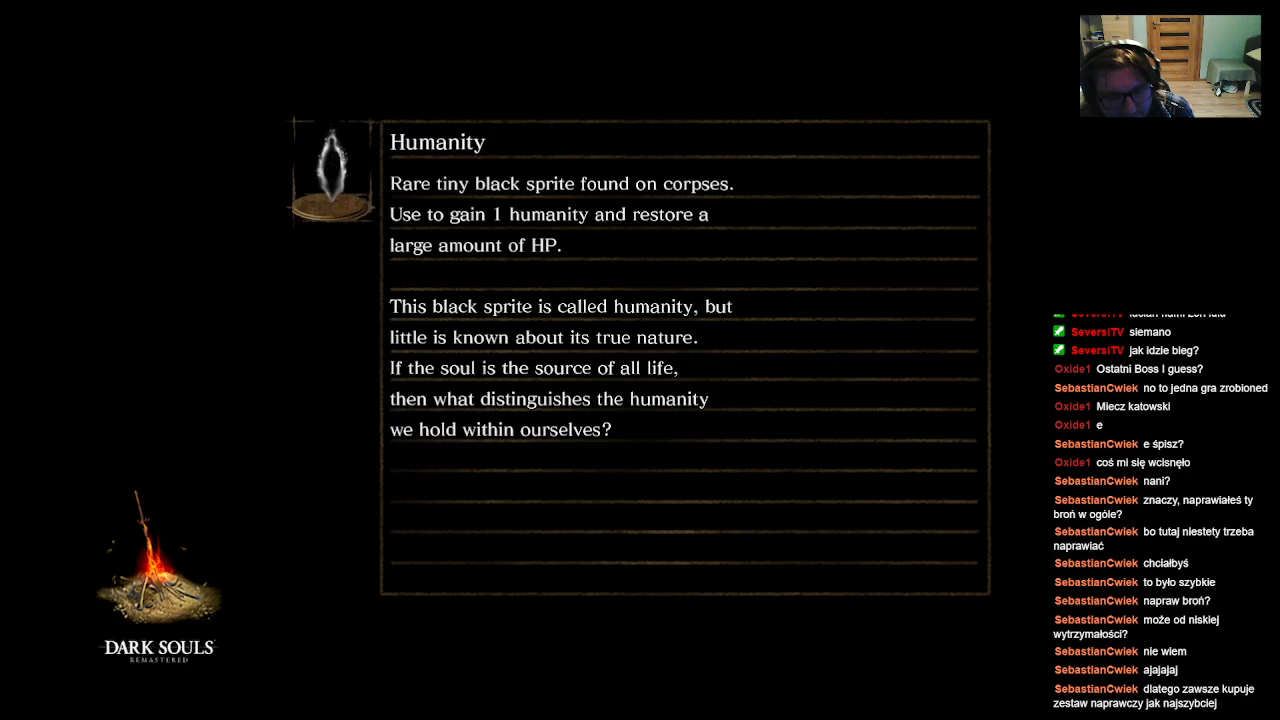 Humanity
Rare tiny black sprite found on corpses.
Use to gain 1 humanity and restore a
large amount of HP.
This black sprite is called humanity, but
little is known about its true nature.
If the soul is the source of all life,
then what distinguishes the humanity
we hold within ourselves?
DARK SOULS
REMASTERED
SeversITV siemano
SeversITV jak idzie bieg?
Oxide1 Ostatni Boss I guess?
SebastianCwiek no to jedna gra zrobioned
Oxide1 Miecz katowski
Oxide1 e
SebastianCwiek e śpisz?
Oxide1 coś mi się wcisnęło
SebastianCwiek nani?
SebastianCwiek znaczy, naprawiałeś ty
broń w ogóle?
SebastianCwiek bo tutaj niestety trzeba
naprawiać
SebastianCwiek chciałbyś
SebastianCwiek to było szybkie
SebastianCwiek napraw broń?
SebastianCwiek może od niskiej
wytrzymałości?
SebastianCwiek nie wiem
SebastianCwiek ajajajaj
SebastianCwiek dlatego zawsze kupuje
zestaw naprawczy jak najszybciej